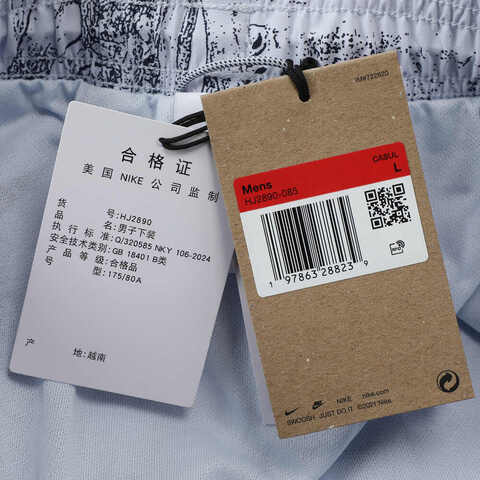 合格证
美国 NIKE 公司监制
货 号: HJ2890
品 名: 男子下装
执行标准: Q/320585 NKY 106-2024
安全技术类别: GB 18401 B类
产品等级: 合格品
号 型: 175/80A
产 地: 越南
CASUL
Mens L
HJ2890-085
1 97863 28823 9
NIKE nike.com
SWOOSH JUST DO IT